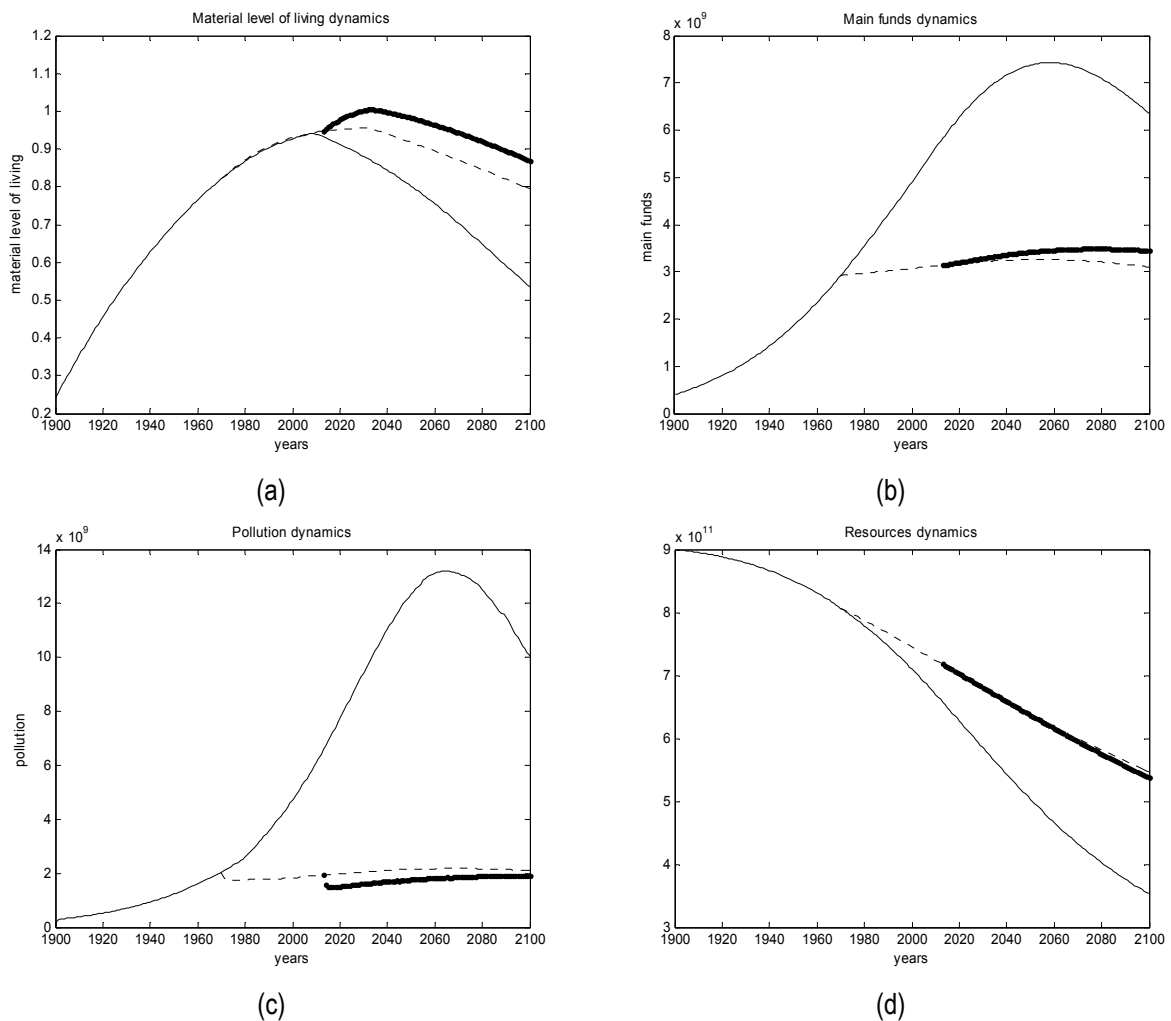 Material level of living dynamics
1.2
1.1
1
0.9
0.8
0.7
0.6
0.5
0.4
0.3
0.2
material level of living
1900 1920 1940 1960 1980 2000 2020 2040 2060 2080 2100
years
(a)
x 10^9
Main funds dynamics
8
7
6
5
4
3
2
1
0
main funds
1900 1920 1940 1960 1980 2000 2020 2040 2060 2080 2100
years
(b)
x 10^9
Pollution dynamics
14
12
10
8
6
4
2
0
pollution
1900 1920 1940 1960 1980 2000 2020 2040 2060 2080 2100
years
(c)
x 10^11
Resources dynamics
9
8
7
6
5
4
3
1900 1920 1940 1960 1980 2000 2020 2040 2060 2080 2100
years
(d)